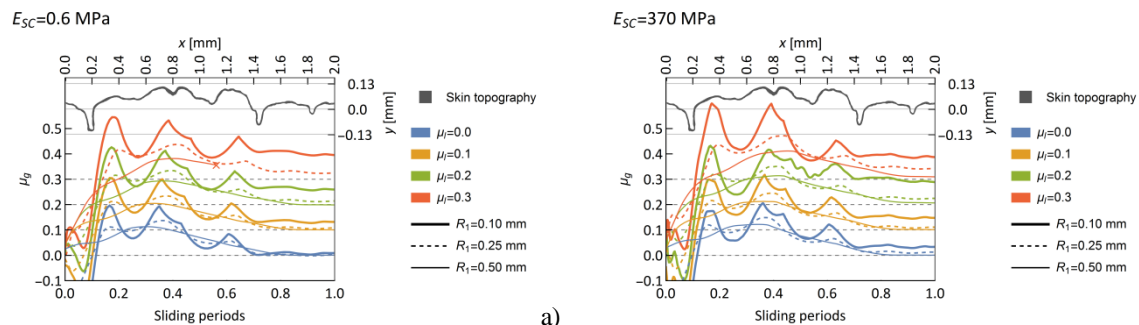 E_SC=0.6 MPa
x [mm]
0.0 0.2 0.4 0.6 0.8 1.0 1.2 1.4 1.6 1.8 2.0
0.13
0.0
−0.13
y [mm]
0.5
0.4
0.3
0.2
0.1
0.0
−0.1
μ_g
0.0 0.2 0.4 0.6 0.8 1.0
Sliding periods
Skin topography
μ_l=0.0
μ_l=0.1
μ_l=0.2
μ_l=0.3
R_1=0.10 mm
R_1=0.25 mm
R_1=0.50 mm
a)
E_SC=370 MPa
x [mm]
0.0 0.2 0.4 0.6 0.8 1.0 1.2 1.4 1.6 1.8 2.0
0.13
0.0
−0.13
y [mm]
0.5
0.4
0.3
0.2
0.1
0.0
−0.1
μ_g
0.0 0.2 0.4 0.6 0.8 1.0
Sliding periods
Skin topography
μ_l=0.0
μ_l=0.1
μ_l=0.2
μ_l=0.3
R_1=0.10 mm
R_1=0.25 mm
R_1=0.50 mm